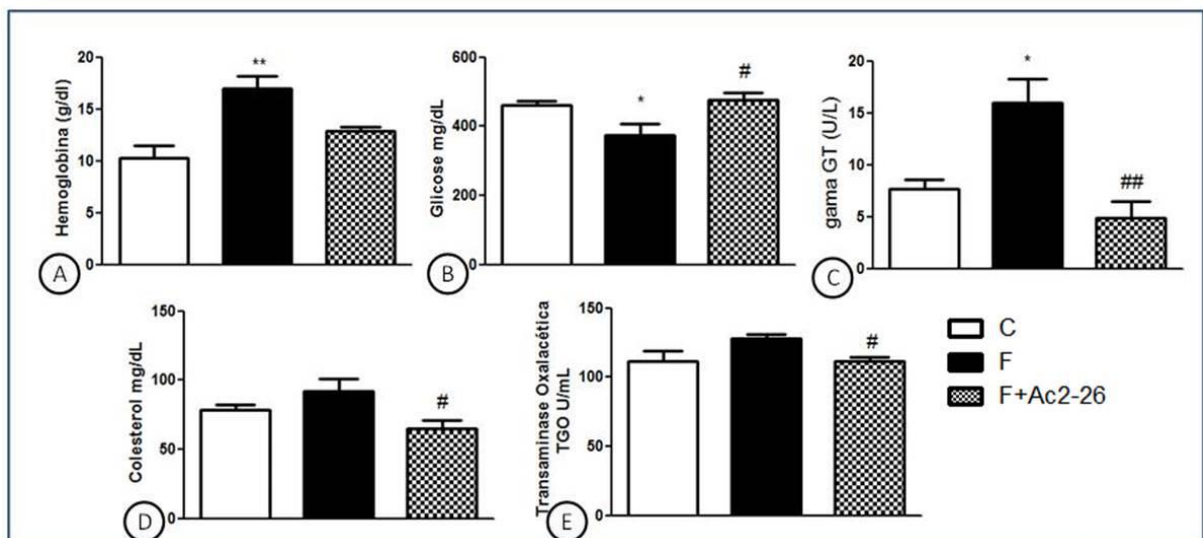 Hemoglobina (g/dl)
20
15
10
5
0
**
A
Glicose mg/dL
600
400
200
0
*
#
B
gama GT (U/L)
20
15
10
5
0
*
##
C
Colesterol mg/dL
150
100
50
0
#
D
Transaminase Oxalacética
TGO U/mL
150
100
50
0
#
E
C
F
F+Ac2-26